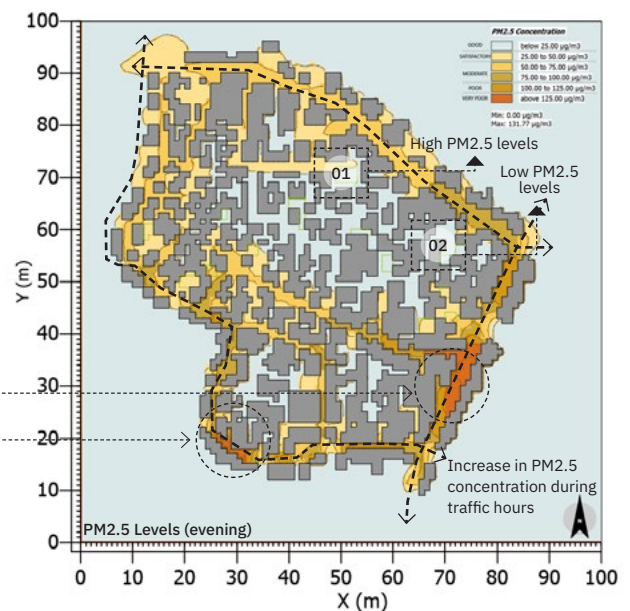 PM2.5 Concentration
GOOD below 25.00 µg/m3
SATISFACTORY 25.00 to 50.00 µg/m3
50.00 to 75.00 µg/m3
MODERATE 75.00 to 100.00 µg/m3
POOR 100.00 to 125.00 µg/m3
VERY POOR above 125.00 µg/m3
Min: 0.00 µg/m3
Max: 131.77 µg/m3
High PM2.5 levels
Low PM2.5
levels
01
02
Increase in PM2.5
concentration during
traffic hours
PM2.5 Levels (evening)
Y (m)
100
90
80
70
60
50
40
30
20
10
0
0 10 20 30 40 50 60 70 80 90 100
X (m)